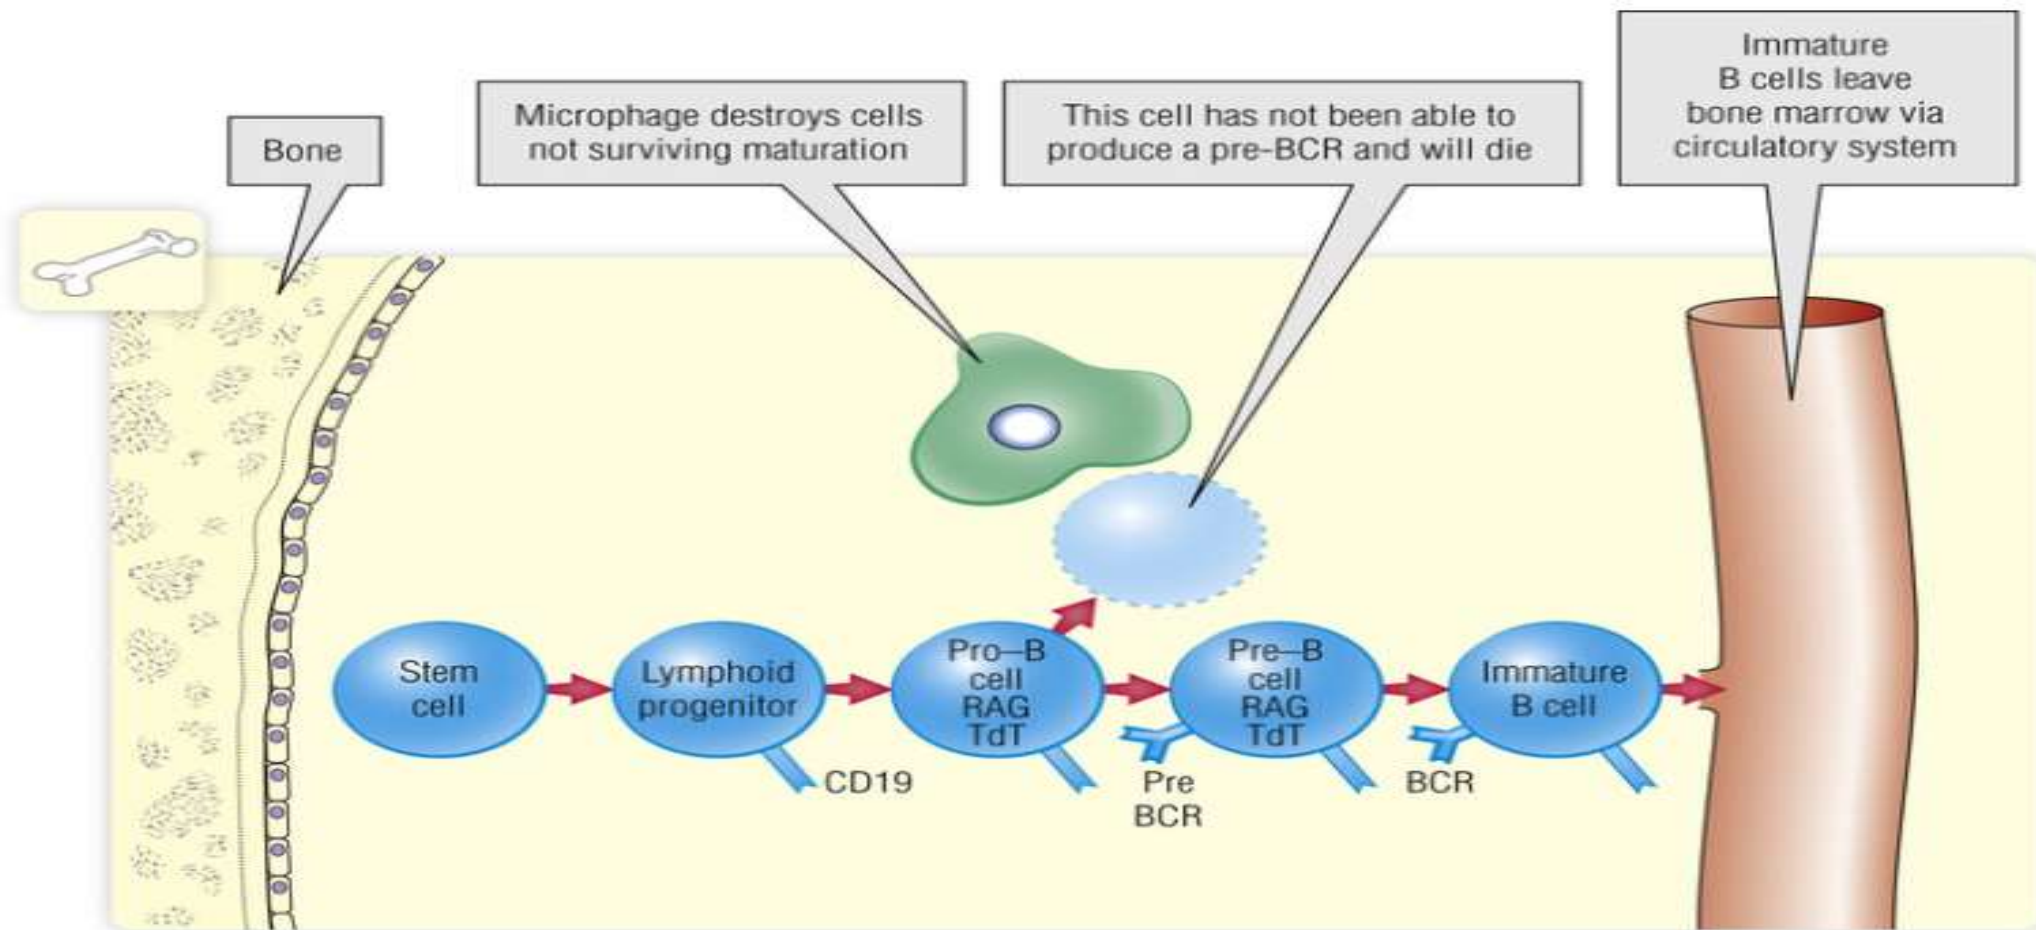 Bone
Microphage destroys cells
not surviving maturation
This cell has not been able to
produce a pre-BCR and will die
Immature
B cells leave
bone marrow via
circulatory system
Stem
cell
Lymphoid
progenitor
Pro–B
cell
RAG
TdT
Pre–B
cell
RAG
TdT
Immature
B cell
CD19
Pre
BCR
BCR